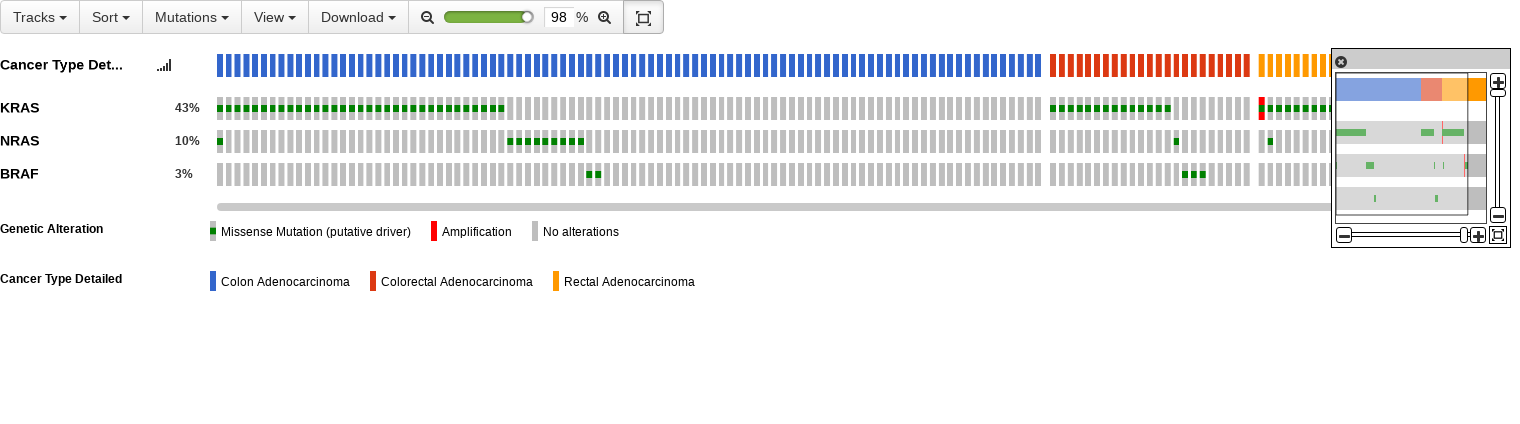 Tracks Sort Mutations View Download 98 %
Cancer Type Det...
KRAS 43%
NRAS 10%
BRAF 3%
Genetic Alteration Missense Mutation (putative driver) Amplification No alterations
Cancer Type Detailed Colon Adenocarcinoma Colorectal Adenocarcinoma Rectal Adenocarcinoma